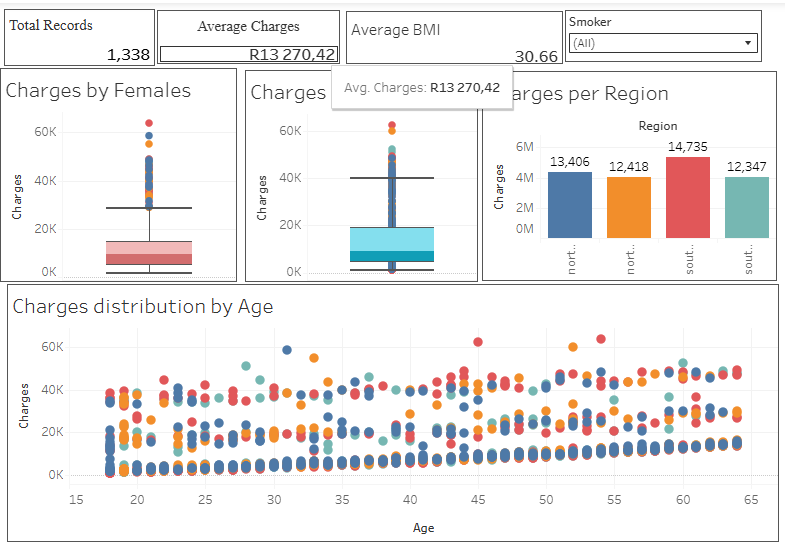 Total Records
1,338
Average Charges
R13 270,42
Average BMI
30.66
Smoker
(All)
Avg. Charges: R13 270,42
Charges by Females
Charges
60K
40K
20K
0K
Charges
Charges
60K
40K
20K
0K
arges per Region
Region
Charges
6M
4M
2M
0M
13,406
12,418
14,735
12,347
nort..
nort..
sout..
sout..
Charges distribution by Age
Charges
60K
40K
20K
0K
15 20 25 30 35 40 45 50 55 60 65
Age